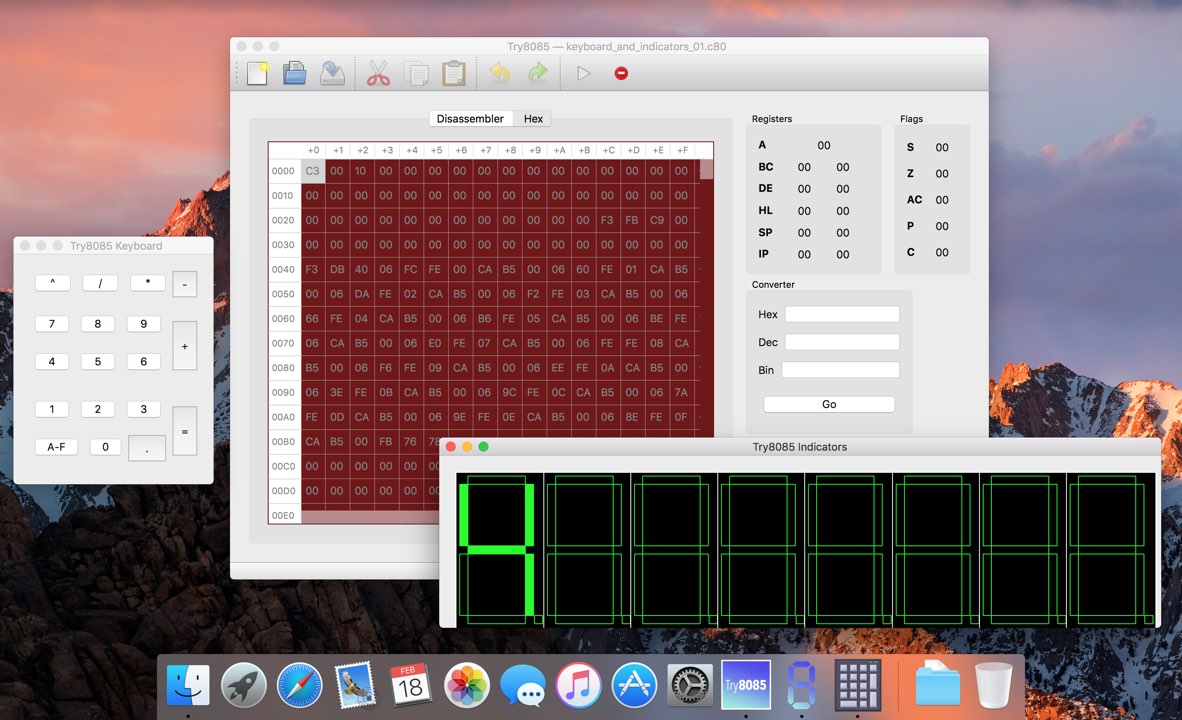 Try8085 — keyboard_and_indicators_01.c80
Disassembler Hex
+0 +1 +2 +3 +4 +5 +6 +7 +8 +9 +A +B +C +D +E +F
0000 C3 00 10 00 00 00 00 00 00 00 00 00 00 00 00 00
0010 00 00 00 00 00 00 00 00 00 00 00 00 00 00 00 00
0020 00 00 00 00 00 00 00 00 00 00 00 00 F3 FB C9 00
0030 00 00 00 00 00 00 00 00 00 00 00 00 00 00 00 00
0040 F3 DB 40 06 FC FE 00 CA B5 00 06 60 FE 01 CA B5
0050 00 06 DA FE 02 CA B5 00 06 F2 FE 03 CA B5 00 06
0060 66 FE 04 CA B5 00 06 B6 FE 05 CA B5 00 06 BE FE
0070 06 CA B5 00 06 E0 FE 07 CA B5 00 06 FE FE 08 CA
0080 B5 00 06 F6 FE 09 CA B5 00 06 EE FE 0A CA B5 00
0090 06 3E FE 0B CA B5 00 06 9C FE 0C CA B5 00 06 7A
00A0 FE 0D CA B5 00 06 9E FE 0E CA B5 00 06 8E FE 0F
00B0 CA B5 00 FB 76 78
00C0 00 00 00 00 00
00D0 00 00 00 00 00
00E0
Registers
A 00
BC 00 00
DE 00 00
HL 00 00
SP 00 00
IP 00 00
Flags
S 00
Z 00
AC 00
P 00
C 00
Converter
Hex
Dec
Bin
Go
Try8085 Keyboard
^ / * -
7 8 9
+
4 5 6
1 2 3
=
A-F 0 .
Try8085 Indicators
4
FEB
18
Try8085